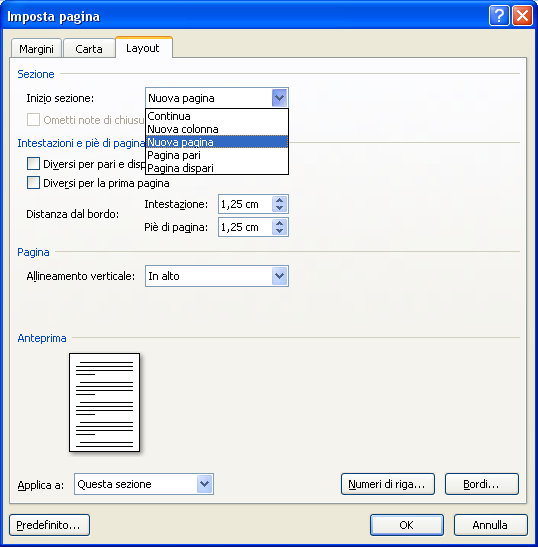 Imposta pagina
Margini Carta Layout
Sezione
Inizio sezione: Nuova pagina
Continua
Ometti note di chiusu
Nuova colonna
Intestazioni e piè di pagina
Nuova pagina
Diversi per pari e disp
Pagina pari
Pagina dispari
Diversi per la prima pagina
Distanza dal bordo:
Intestazione: 1,25 cm
Piè di pagina: 1,25 cm
Pagina
Allineamento verticale: In alto
Anteprima
Applica a: Questa sezione
Numeri di riga... Bordi...
Predefinito... OK Annulla